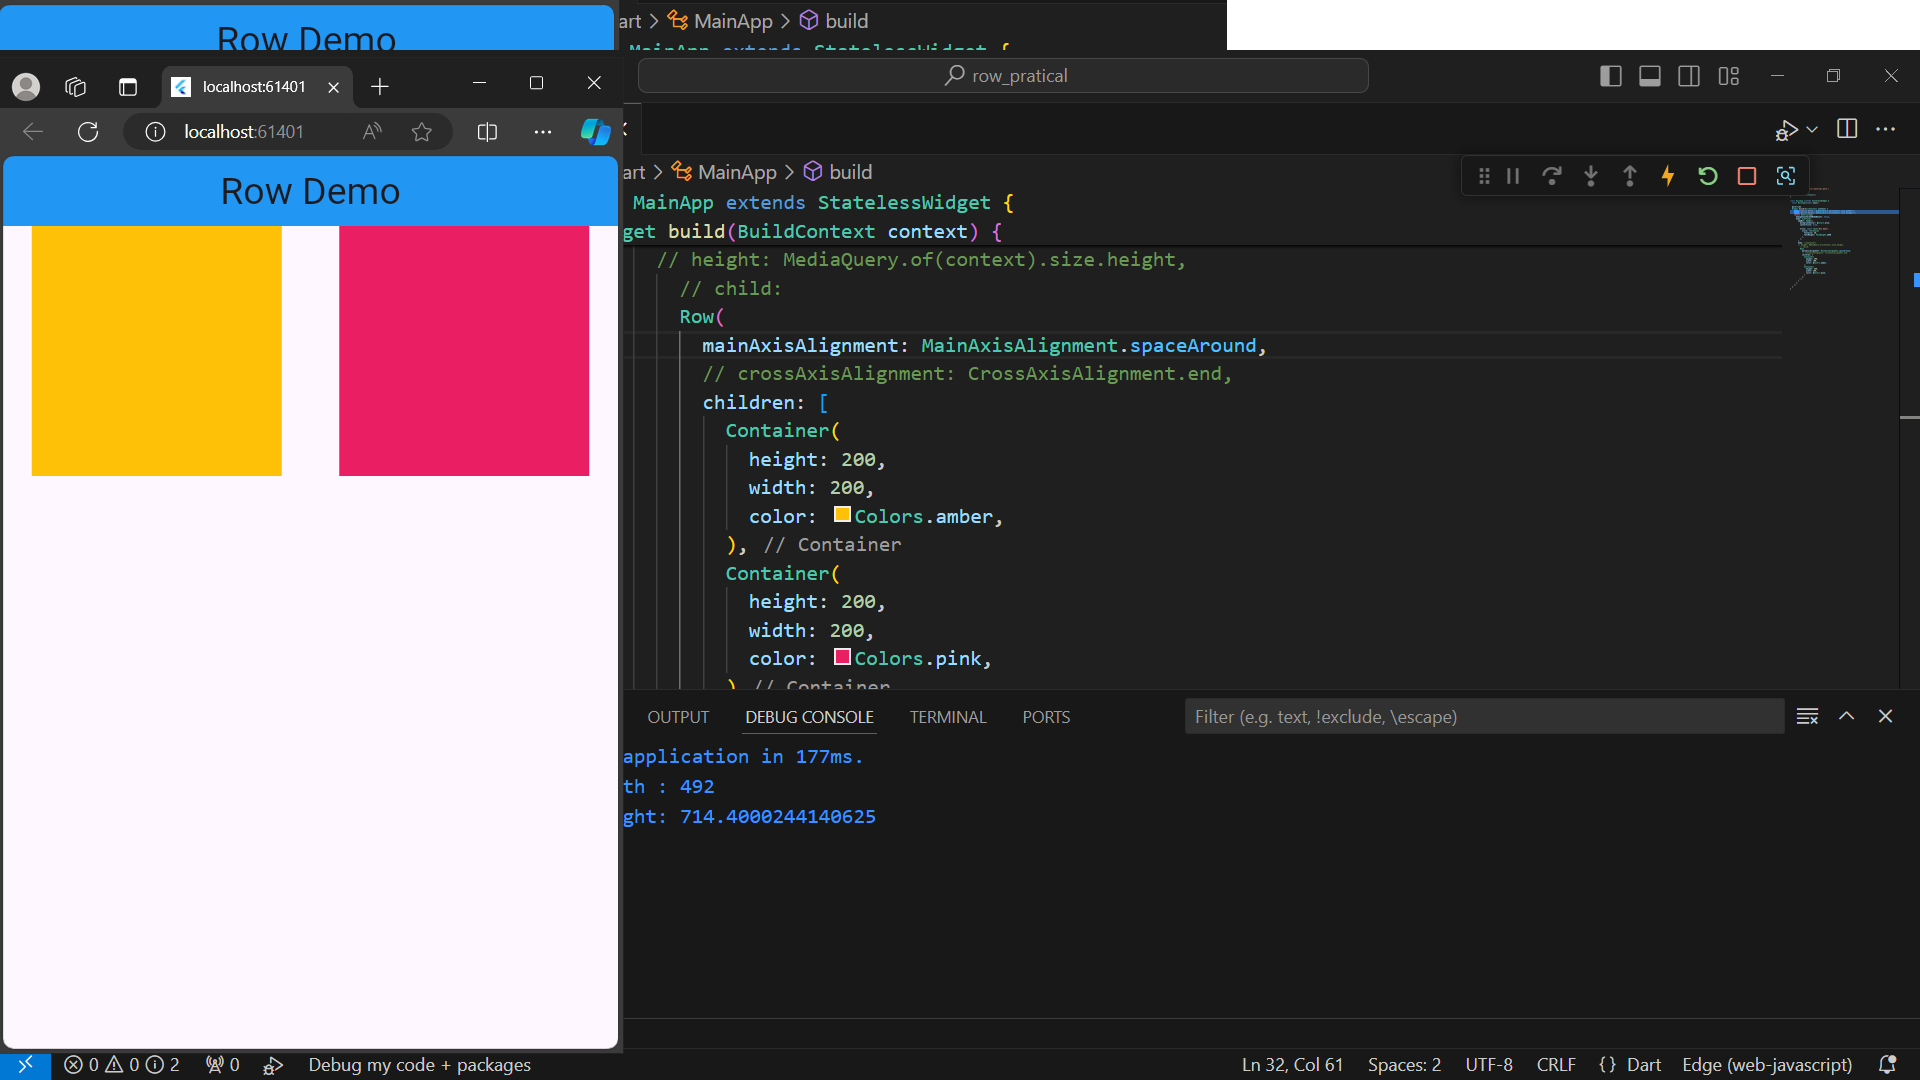 Row Demo
art > MainApp > build
MainApp extends StatelessWidget {
localhost:61401
row_pratical
localhost:61401
Row Demo
art > MainApp > build
MainApp extends StatelessWidget {
get build(BuildContext context) {
// height: MediaQuery.of(context).size.height,
// child:
Row(
mainAxisAlignment: MainAxisAlignment.spaceAround,
// crossAxisAlignment: CrossAxisAlignment.end,
children: [
Container(
height: 200,
width: 200,
color: Colors.amber,
), // Container
Container(
height: 200,
width: 200,
color: Colors.pink,
) // Container
OUTPUT DEBUG CONSOLE TERMINAL PORTS Filter (e.g. text, !exclude, \escape)
application in 177ms.
th : 492
ght: 714.4000244140625
0 0 2 0 Debug my code + packages Ln 32, Col 61 Spaces: 2 UTF-8 CRLF {} Dart Edge (web-javascript)